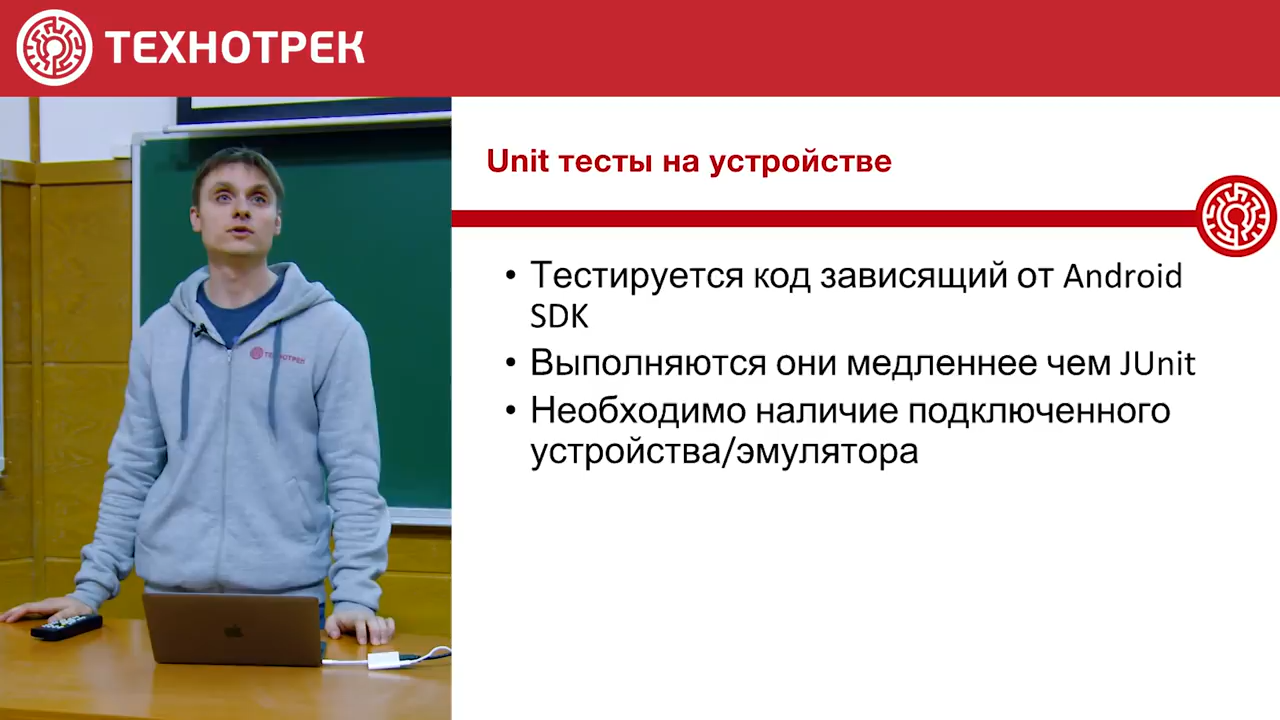 ТЕХНОТРЕК
Unit тесты на устройстве
• Тестируется код зависящий от Android
SDK
• Выполняются они медленнее чем JUnit
• Необходимо наличие подключенного
устройства/эмулятора
ТЕХНОТРЕК